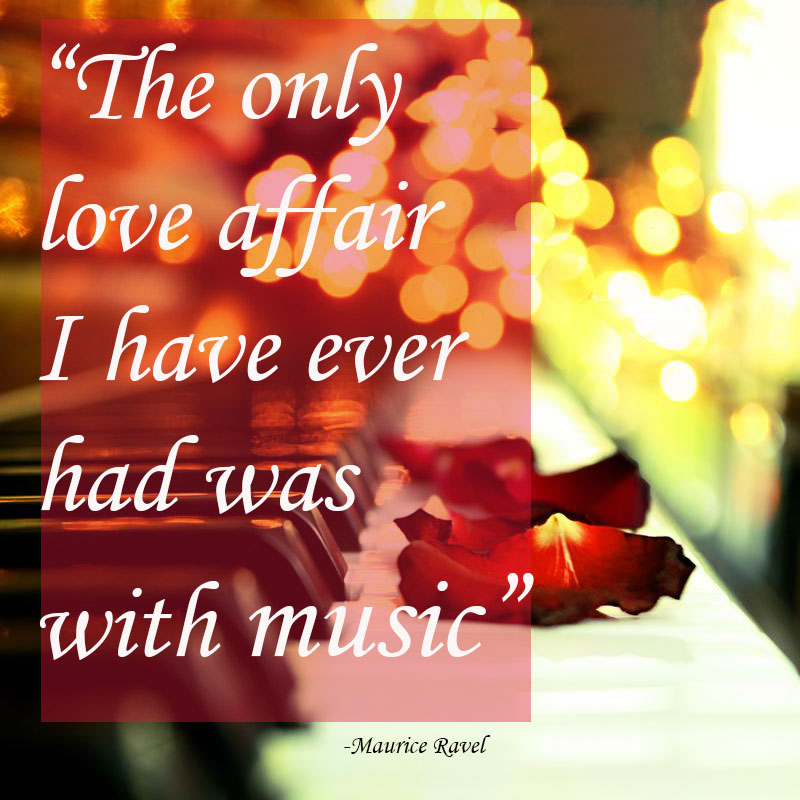 “The only
love affair
I have ever
had was
with music”
-Maurice Ravel